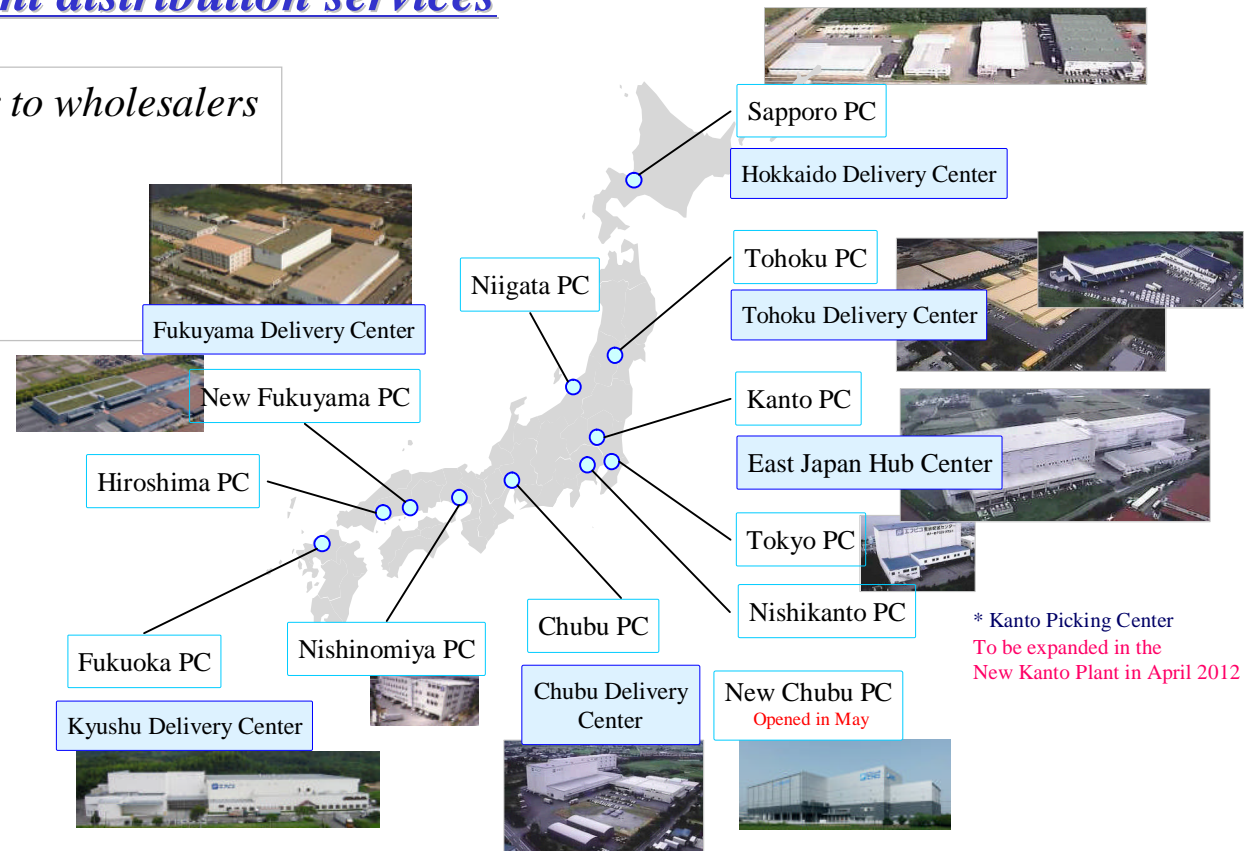 distribution services
to wholesalers
Sapporo PC
Hokkaido Delivery Center
Tohoku PC
Niigata PC
Tohoku Delivery Center
Fukuyama Delivery Center
New Fukuyama PC
Kanto PC
East Japan Hub Center
Hiroshima PC
Tokyo PC
Nishikanto PC
Chubu PC
Nishinomiya PC
Fukuoka PC
* Kanto Picking Center
To be expanded in the
New Kanto Plant in April 2012
Chubu Delivery
Center
New Chubu PC
Opened in May
Kyushu Delivery Center